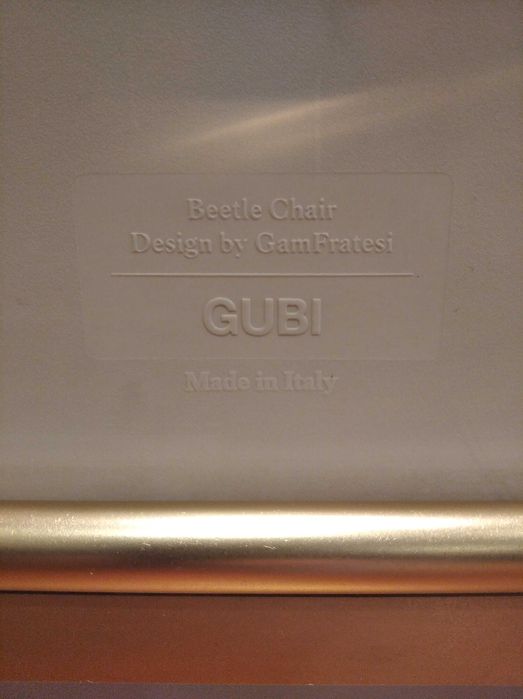 Beetle Chair
Design by GamFratesi
GUBI
Made in Italy